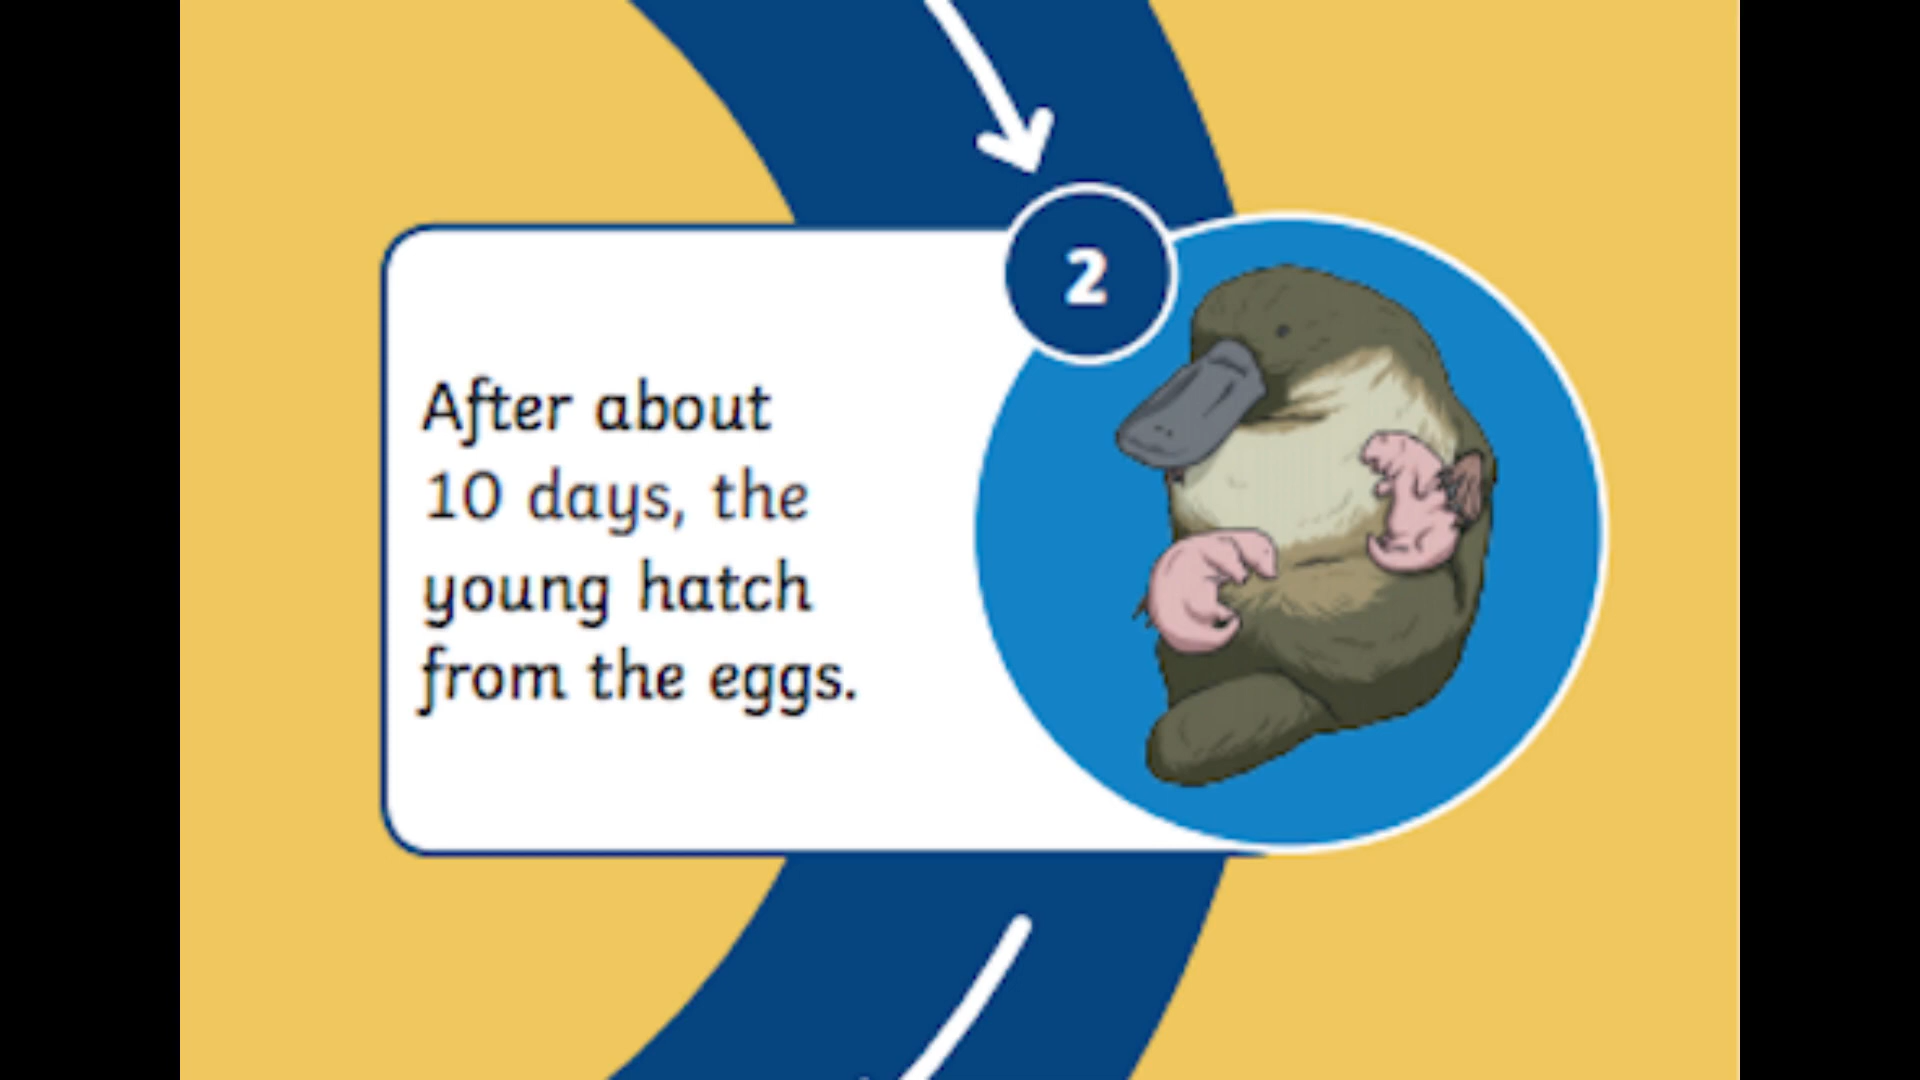 2
After about
10 days, the
young hatch
from the eggs.